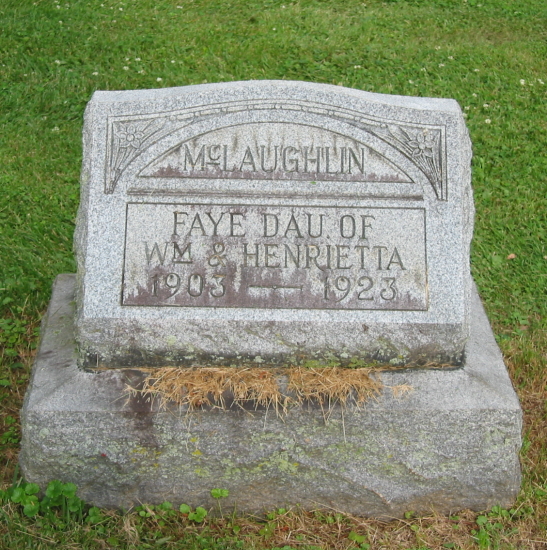 McLAUGHLIN
FAYE DAU. OF
WM & HENRIETTA
1903 — 1923